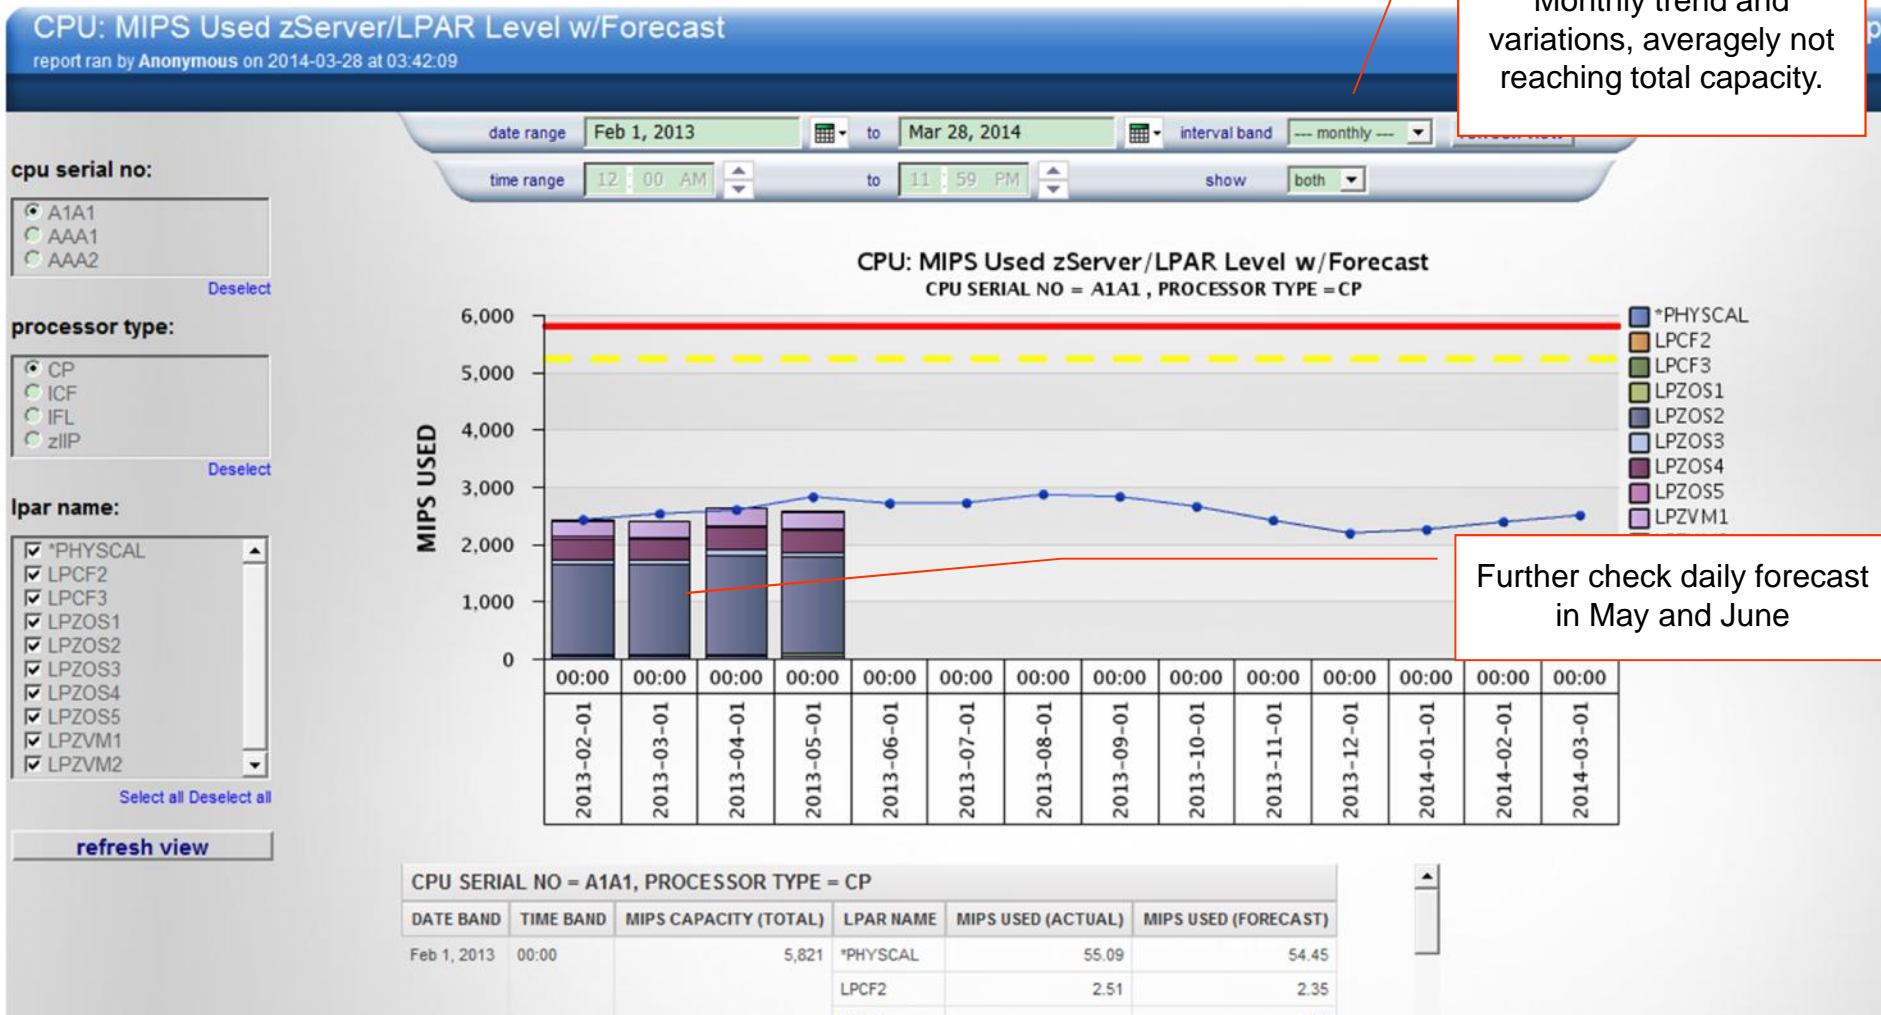 CPU: MIPS Used zServer/LPAR Level w/Forecast
report ran by Anonymous on 2014-03-28 at 03:42:09
Monthly trend and
variations, averagely not
reaching total capacity.
date range Feb 1, 2013 to Mar 28, 2014 interval band --- monthly ---
time range 12 : 00 AM to 11 : 59 PM show both
cpu serial no:
A1A1
AAA1
AAA2
Deselect
processor type:
CP
ICF
IFL
zIIP
Deselect
lpar name:
*PHYSCAL
LPCF2
LPCF3
LPZOS1
LPZOS2
LPZOS3
LPZOS4
LPZOS5
LPZVM1
LPZVM2
Select all Deselect all
refresh view
CPU: MIPS Used zServer/LPAR Level w/Forecast
CPU SERIAL NO = A1A1 , PROCESSOR TYPE = CP
MIPS USED
6,000
5,000
4,000
3,000
2,000
1,000
0
*PHYSCAL
LPCF2
LPCF3
LPZOS1
LPZOS2
LPZOS3
LPZOS4
LPZOS5
LPZVM1
Further check daily forecast
in May and June
00:00 00:00 00:00 00:00 00:00 00:00 00:00 00:00 00:00 00:00 00:00 00:00 00:00 00:00
2013-02-01
2013-03-01
2013-04-01
2013-05-01
2013-06-01
2013-07-01
2013-08-01
2013-09-01
2013-10-01
2013-11-01
2013-12-01
2014-01-01
2014-02-01
2014-03-01
CPU SERIAL NO = A1A1, PROCESSOR TYPE = CP
DATE BAND TIME BAND MIPS CAPACITY (TOTAL) LPAR NAME MIPS USED (ACTUAL) MIPS USED (FORECAST)
Feb 1, 2013 00:00 5,821 *PHYSCAL 55.09 54.45
LPCF2 2.51 2.35